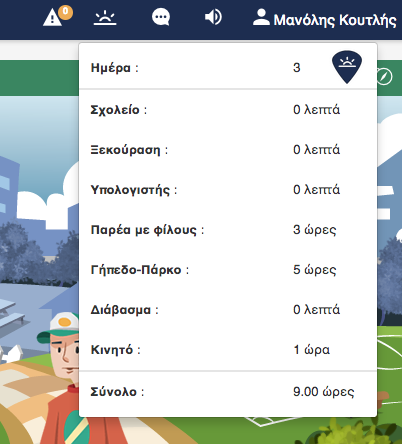 0
Μανόλης Κουτλής
Ημέρα : 3
Σχολείο : 0 λεπτά
Ξεκούραση : 0 λεπτά
Υπολογιστής : 0 λεπτά
Παρέα με φίλους : 3 ώρες
Γήπεδο-Πάρκο : 5 ώρες
Διάβασμα : 0 λεπτά
Κινητό : 1 ώρα
Σύνολο : 9.00 ώρες